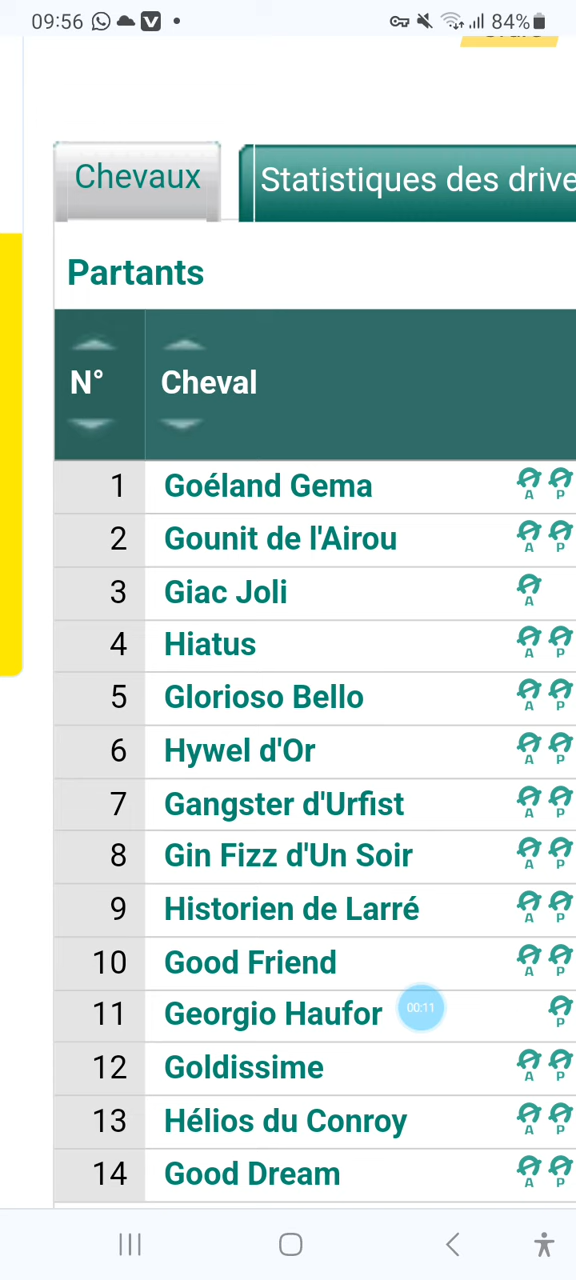 09:56 84%
Chevaux
Statistiques des drive
Partants
N° Cheval
1 Goéland Gema A P
2 Gounit de l'Airou A P
3 Giac Joli A
4 Hiatus A P
5 Glorioso Bello A P
6 Hywel d'Or A P
7 Gangster d'Urfist A P
8 Gin Fizz d'Un Soir A P
9 Historien de Larré A P
10 Good Friend A P
11 Georgio Haufor 00:11 P
12 Goldissime A P
13 Hélios du Conroy A P
14 Good Dream A P